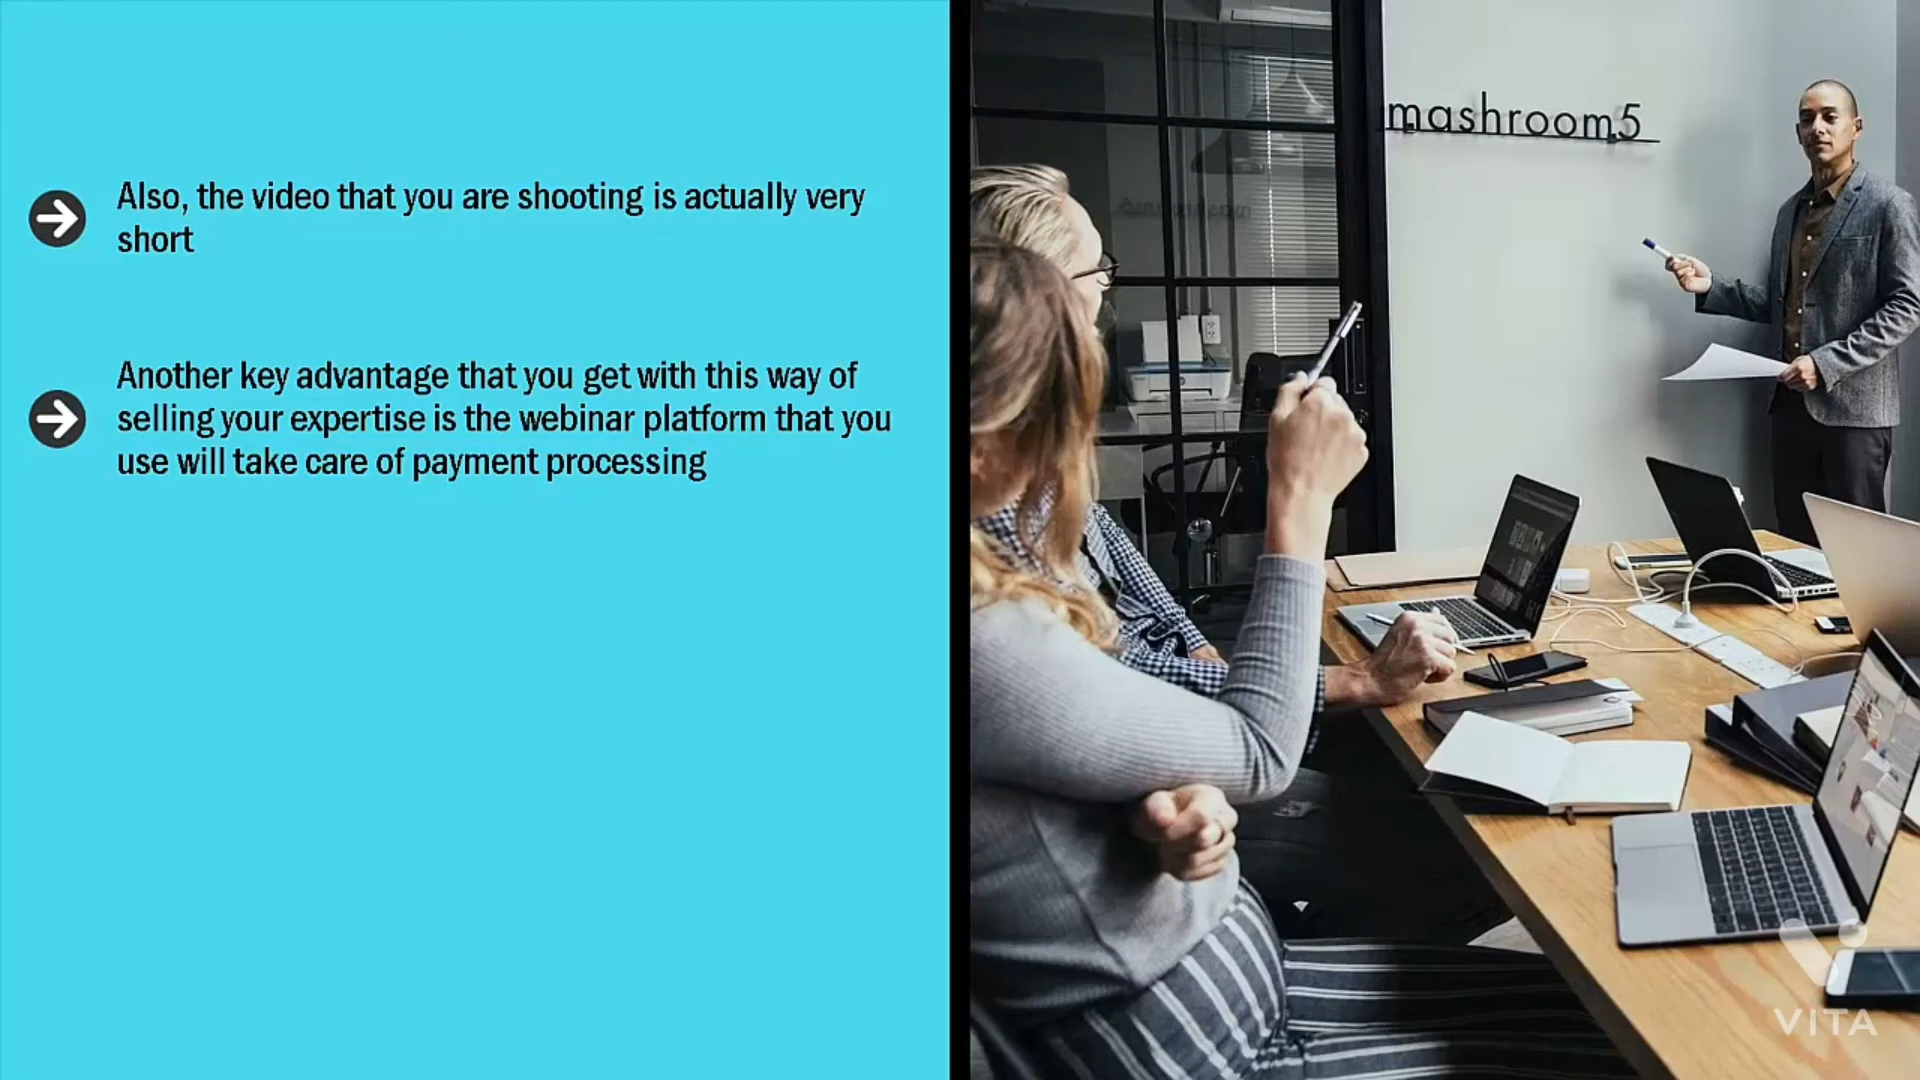 Also, the video that you are shooting is actually very
short
Another key advantage that you get with this way of
selling your expertise is the webinar platform that you
use will take care of payment processing
mashroom5
VITA